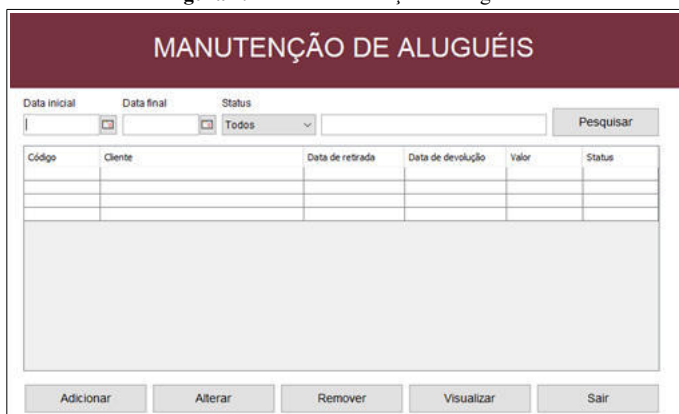 MANUTENÇÃO DE ALUGUÉIS
Data inicial Data final Status
Todos Pesquisar
Código Cliente Data de retirada Data de devolução Valor Status
Adicionar Alterar Remover Visualizar Sair